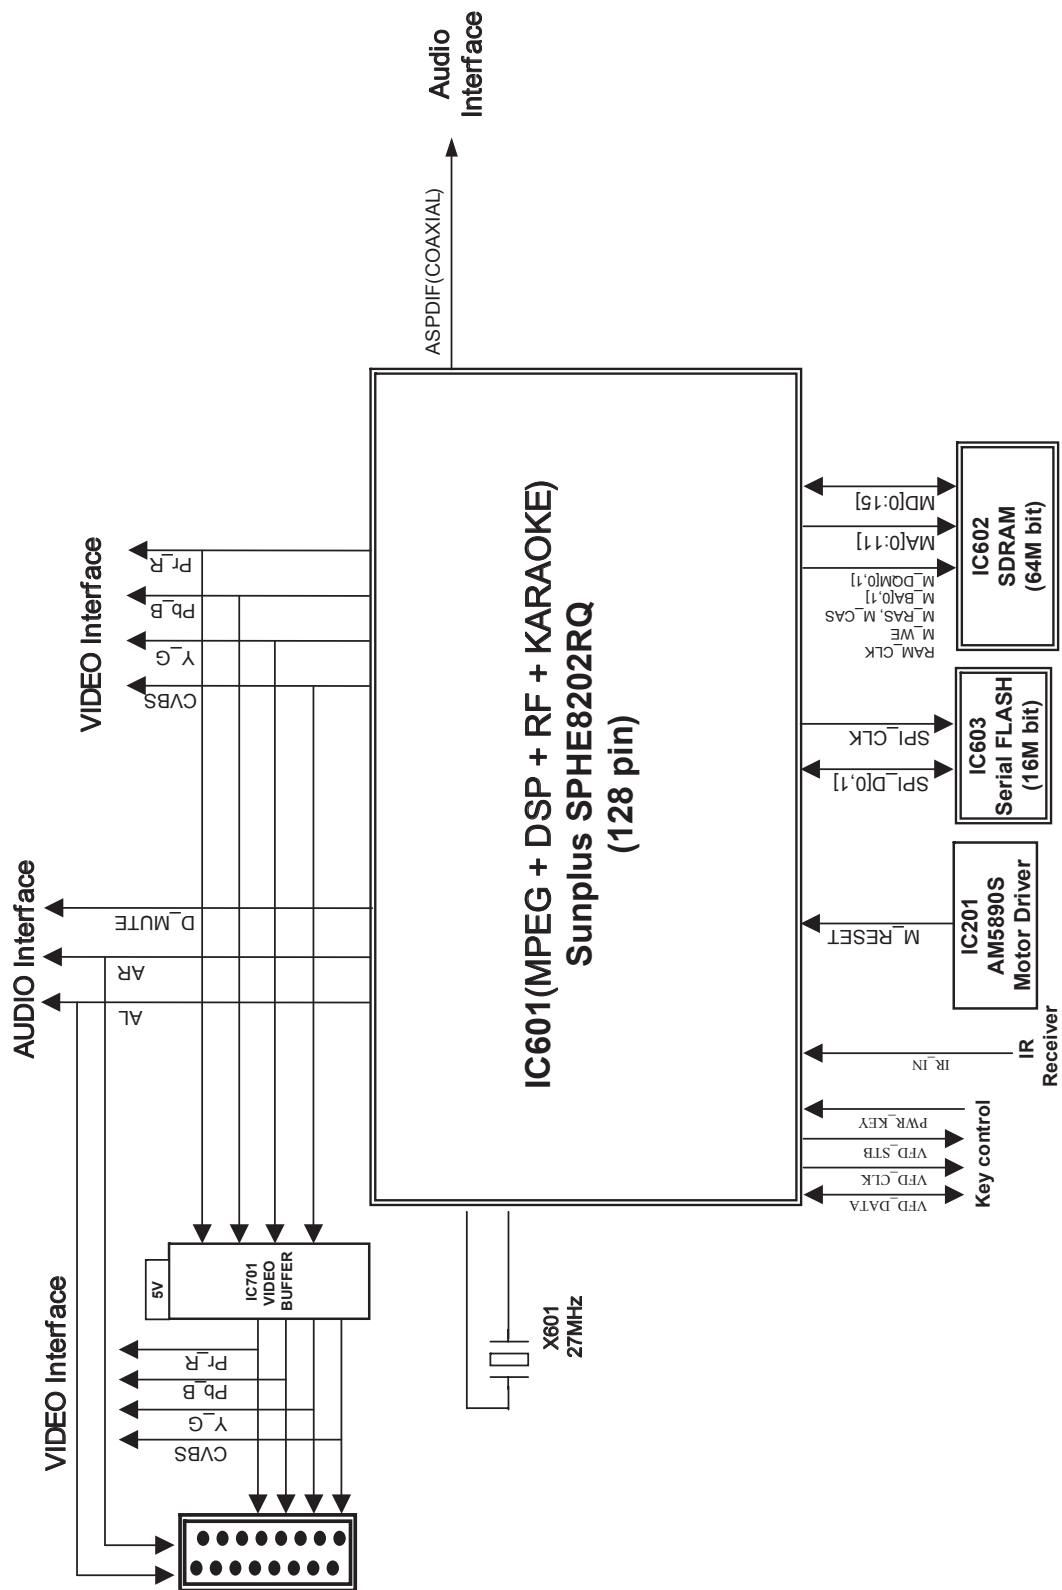 Audio
Interface
ASPDIF(COAXIAL)
VIDEO Interface
Pr_R
Pb_B
Y_G
CVBS
AUDIO Interface
D_MUTE
AR
AL
IC601(MPEG + DSP + RF + KARAOKE)
Sunplus SPHE8202RQ
(128 pin)
MD[0:15]
MA[0:11]
M_DQM[0,1]
M_BA[0,1]
M_RAS, M_CAS
M_WE
RAM_CLK
IC602
SDRAM
(64M bit)
SPI_CLK
SPI_D[0,1]
IC603
Serial FLASH
(16M bit)
M_RESET
IC201
AM5890S
Motor Driver
IR_IN
IR
Receiver
PWR_KEY
VFD_STB
VFD_CLK
VFD_DATA
Key control
5V
IC701
VIDEO
BUFFER
X601
27MHz
VIDEO Interface
Pr_R
Pb_B
Y_G
CVBS